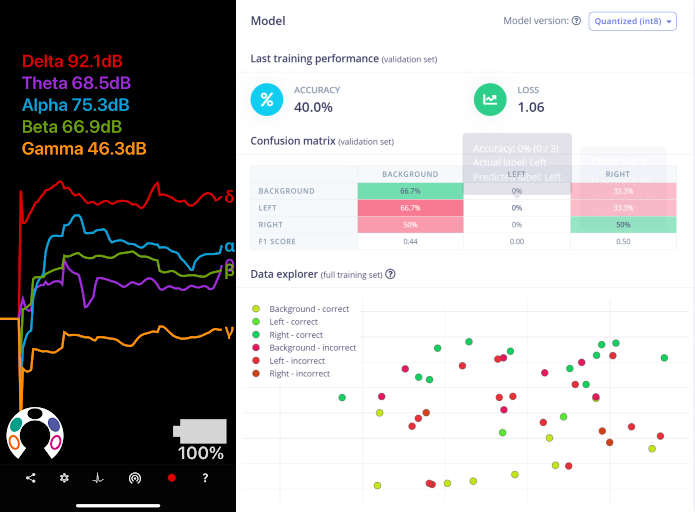 Delta 92.1dB
Theta 68.5dB
Alpha 75.3dB
Beta 66.9dB
Gamma 46.3dB
δ
α
θ
β
γ
100%
?
Model
Model version: ? Quantized (int8)
Last training performance (validation set)
%
ACCURACY
40.0%
LOSS
1.06
Confusion matrix (validation set)
Accuracy: 0% (0 / 3)
Actual label: Left
Predicted label: Left
BACKGROUND LEFT RIGHT
BACKGROUND 66.7% 0% 33.3%
LEFT 66.7% 0% 33.3%
RIGHT 50% 0% 50%
F1 SCORE 0.44 0.00 0.50
Data explorer (full training set) ?
Background - correct
Left - correct
Right - correct
Background - incorrect
Left - incorrect
Right - incorrect